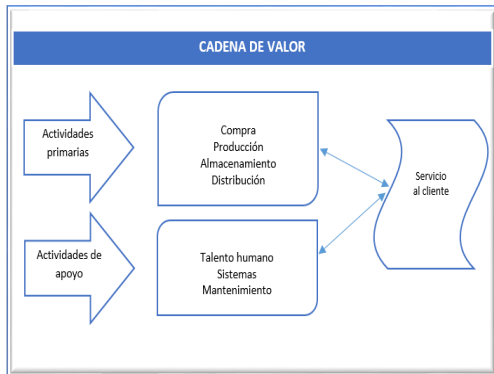 CADENA DE VALOR
Actividades
primarias
Compra
Producción
Almacenamiento
Distribución
Servicio
al cliente
Actividades de
apoyo
Talento humano
Sistemas
Mantenimiento